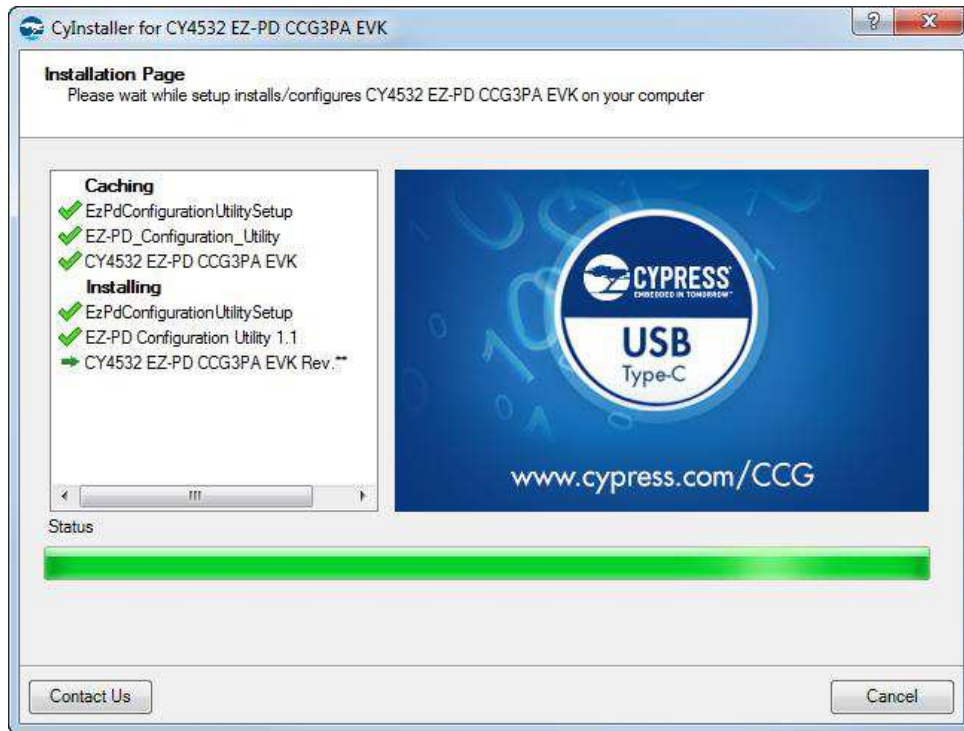 CyInstaller for CY4532 EZ-PD CCG3PA EVK
Installation Page
Please wait while setup installs/configures CY4532 EZ-PD CCG3PA EVK on your computer
Caching
EzPdConfigurationUtilitySetup
EZ-PD_Configuration_Utility
CY4532 EZ-PD CCG3PA EVK
Installing
EzPdConfigurationUtilitySetup
EZ-PD Configuration Utility 1.1
CY4532 EZ-PD CCG3PA EVK Rev.**
CYPRESS
EMBEDDED IN TOMORROW™
USB
Type-C
www.cypress.com/CCG
Status
Contact Us
Cancel